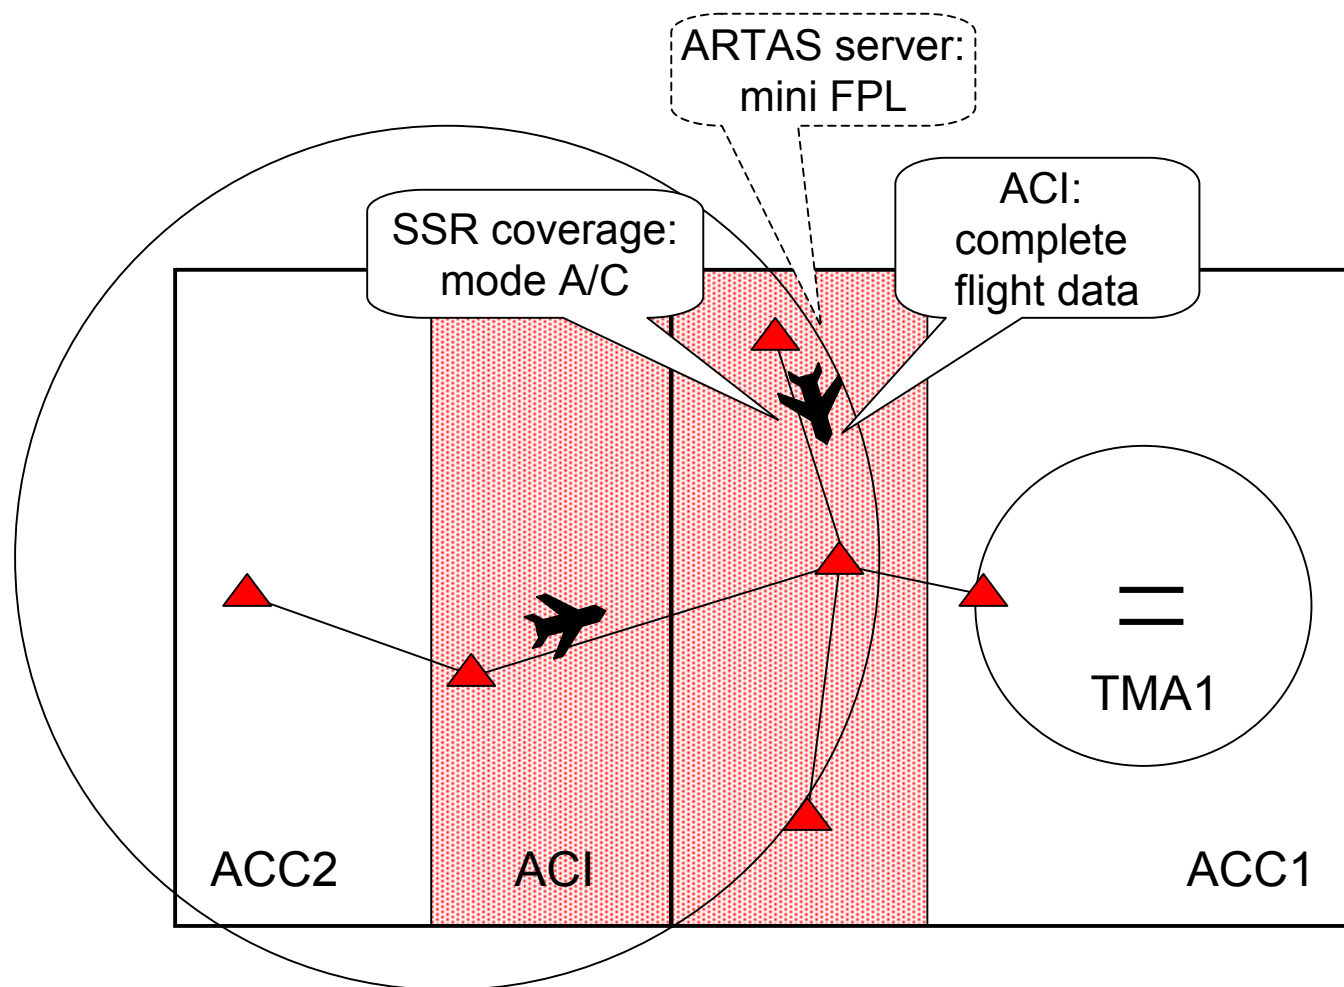 ARTAS server:
mini FPL
SSR coverage:
mode A/C
ACI:
complete
flight data
TMA1
ACC2
ACI
ACC1